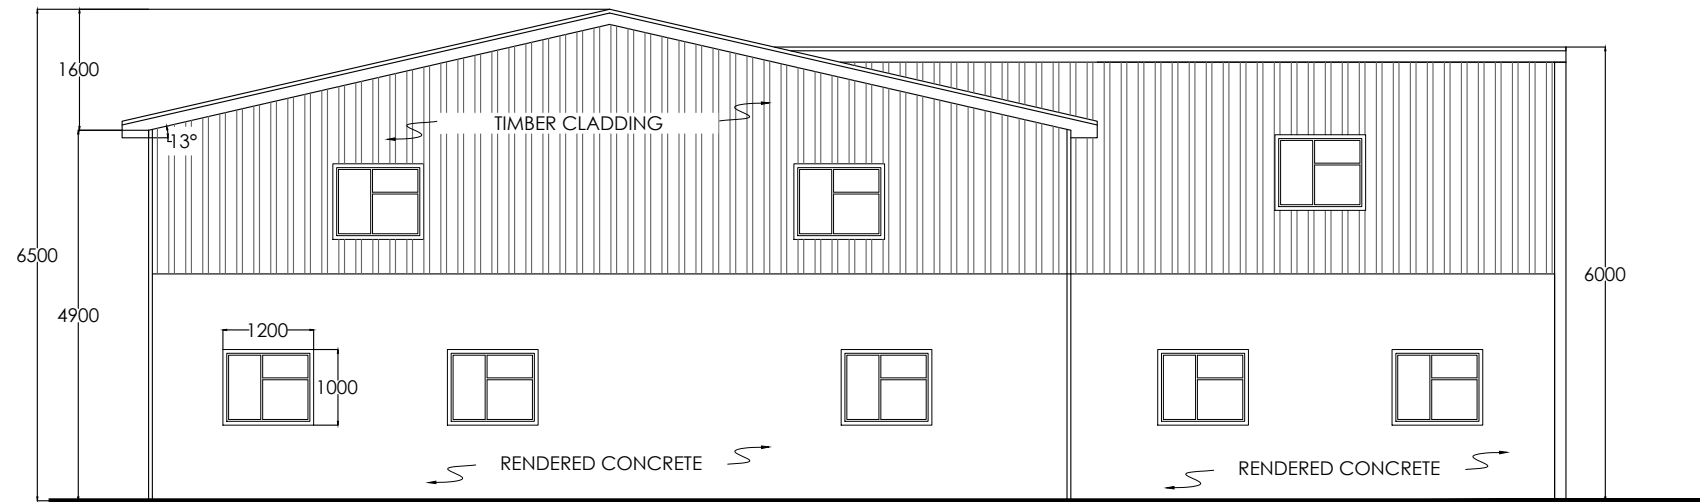 1600
TIMBER CLADDING
13°
6500
6000
4900
1200
1000
RENDERED CONCRETE
RENDERED CONCRETE